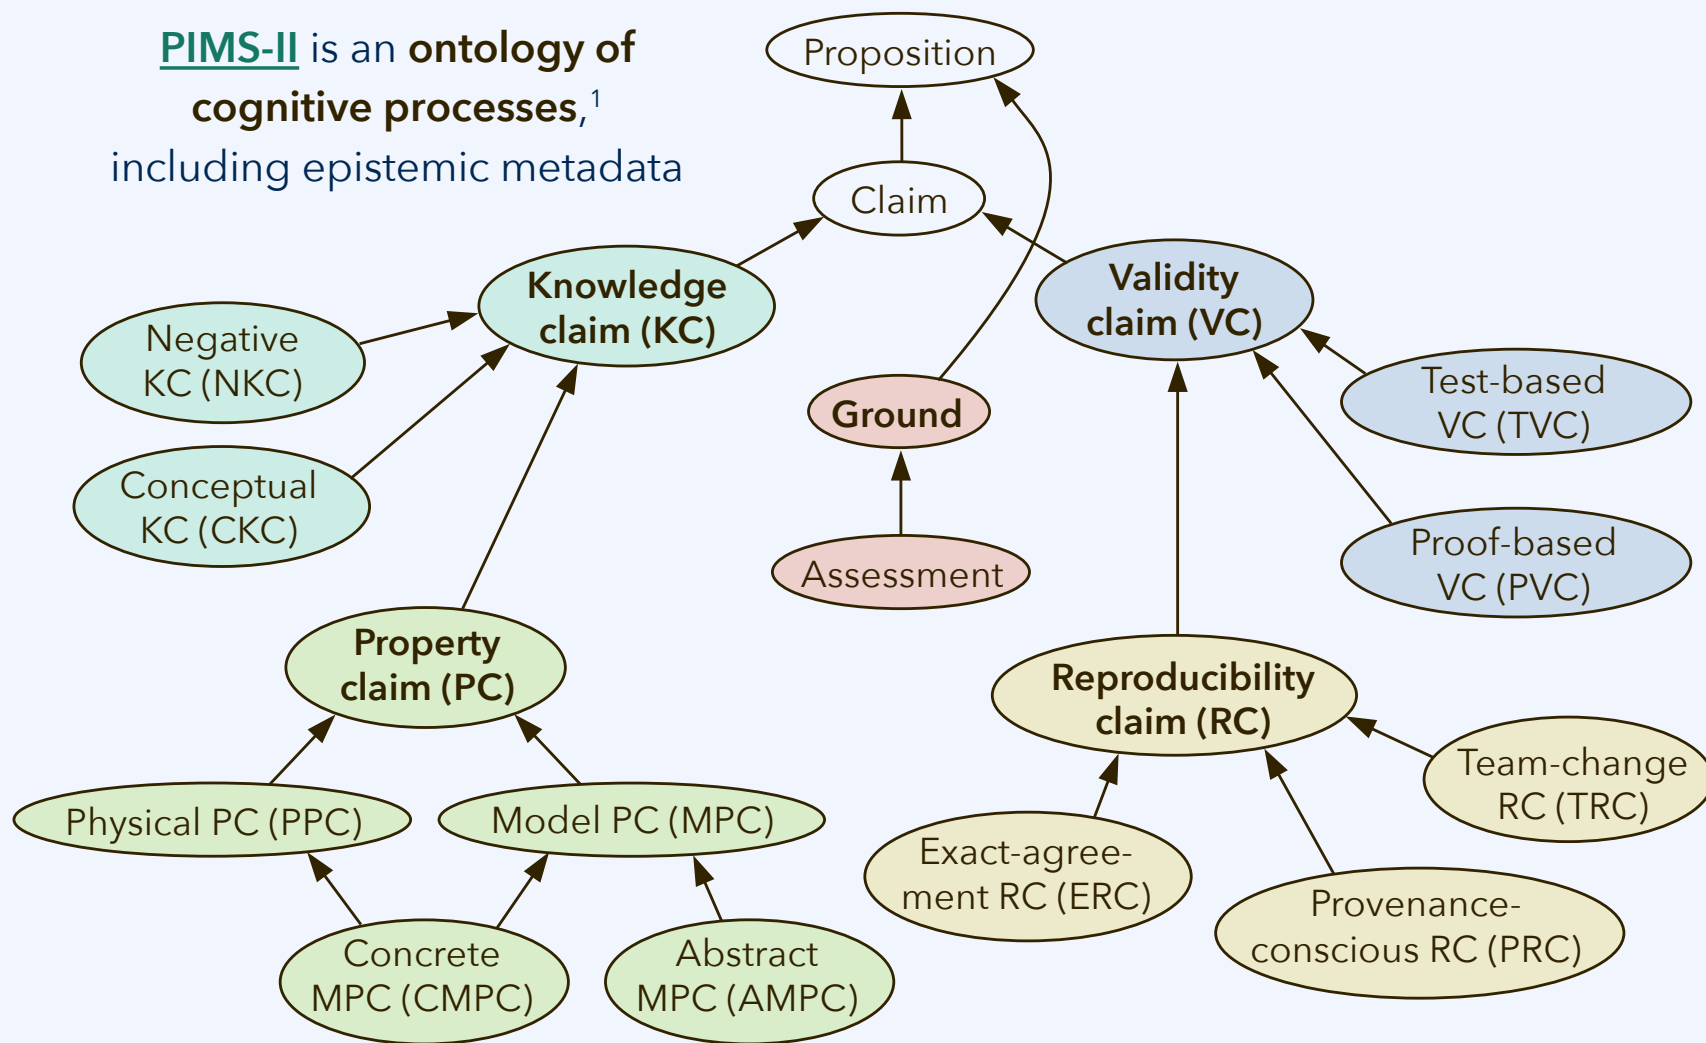 PIMS-II is an ontology of
cognitive processes,1
including epistemic metadata
Proposition
Claim
Knowledge
claim (KC)
Validity
claim (VC)
Negative
KC (NKC)
Conceptual
KC (CKC)
Ground
Assessment
Test-based
VC (TVC)
Proof-based
VC (PVC)
Property
claim (PC)
Reproducibility
claim (RC)
Physical PC (PPC)
Model PC (MPC)
Team-change
RC (TRC)
Exact-agree-
ment RC (ERC)
Provenance-
conscious RC (PRC)
Concrete
MPC (CMPC)
Abstract
MPC (AMPC)